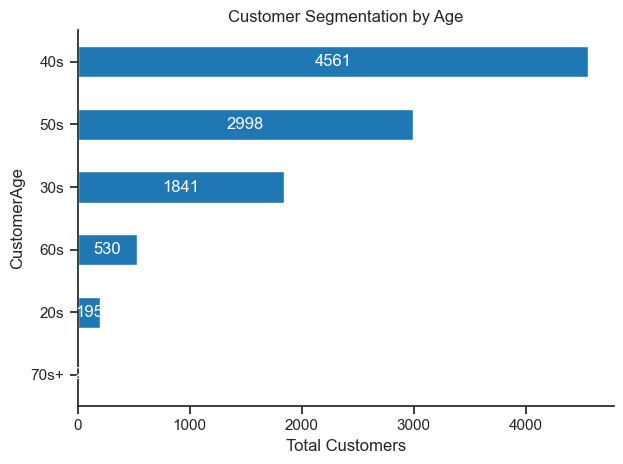 Customer Segmentation by Age
CustomerAge
40s
4561
50s
2998
30s
1841
60s
530
20s
195
70s+
0
1000
2000
3000
4000
Total Customers